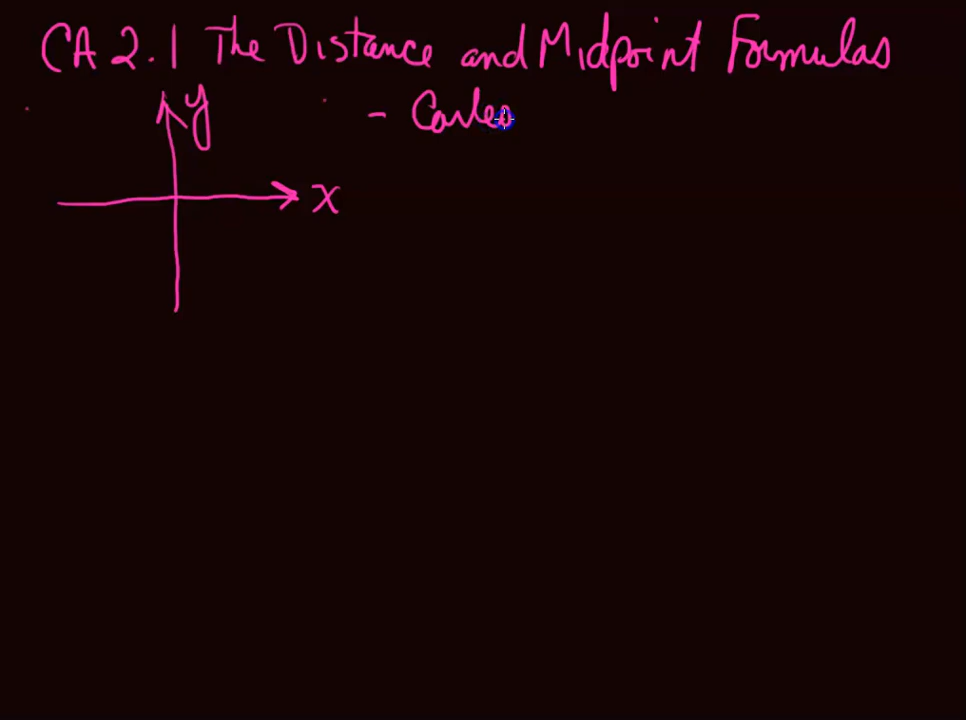 CA 2.1 The Distance and Midpoint Formulas
y
x